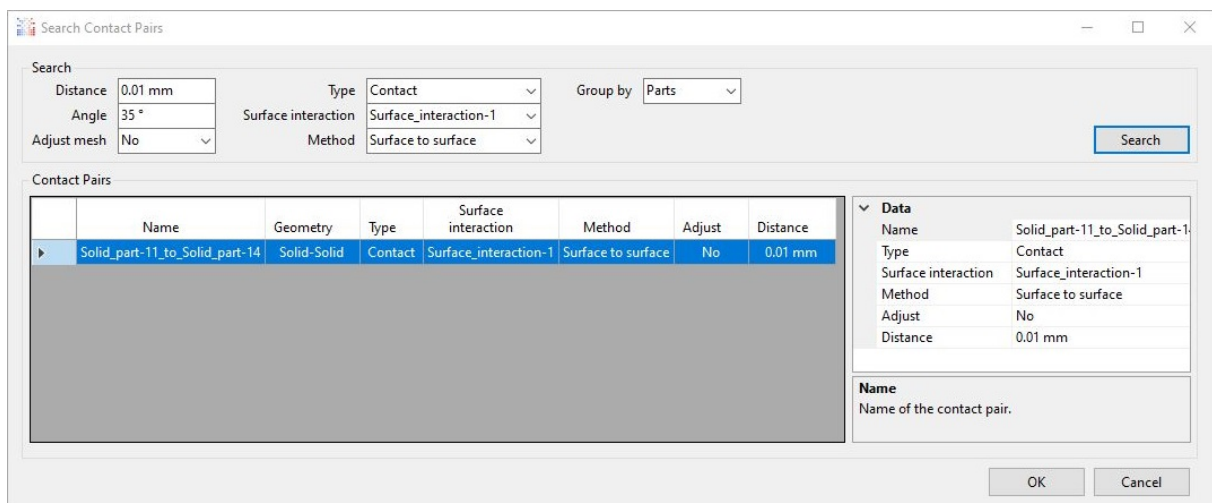 Search Contact Pairs
Search
Distance 0.01 mm Type Contact Group by Parts
Angle 35 ° Surface interaction Surface_interaction-1
Adjust mesh No Method Surface to surface Search
Contact Pairs
Name Geometry Type Surface interaction Method Adjust Distance
Solid_part-11_to_Solid_part-14 Solid-Solid Contact Surface_interaction-1 Surface to surface No 0.01 mm
Data
Name Solid_part-11_to_Solid_part-1
Type Contact
Surface interaction Surface_interaction-1
Method Surface to surface
Adjust No
Distance 0.01 mm
Name
Name of the contact pair.
OK Cancel